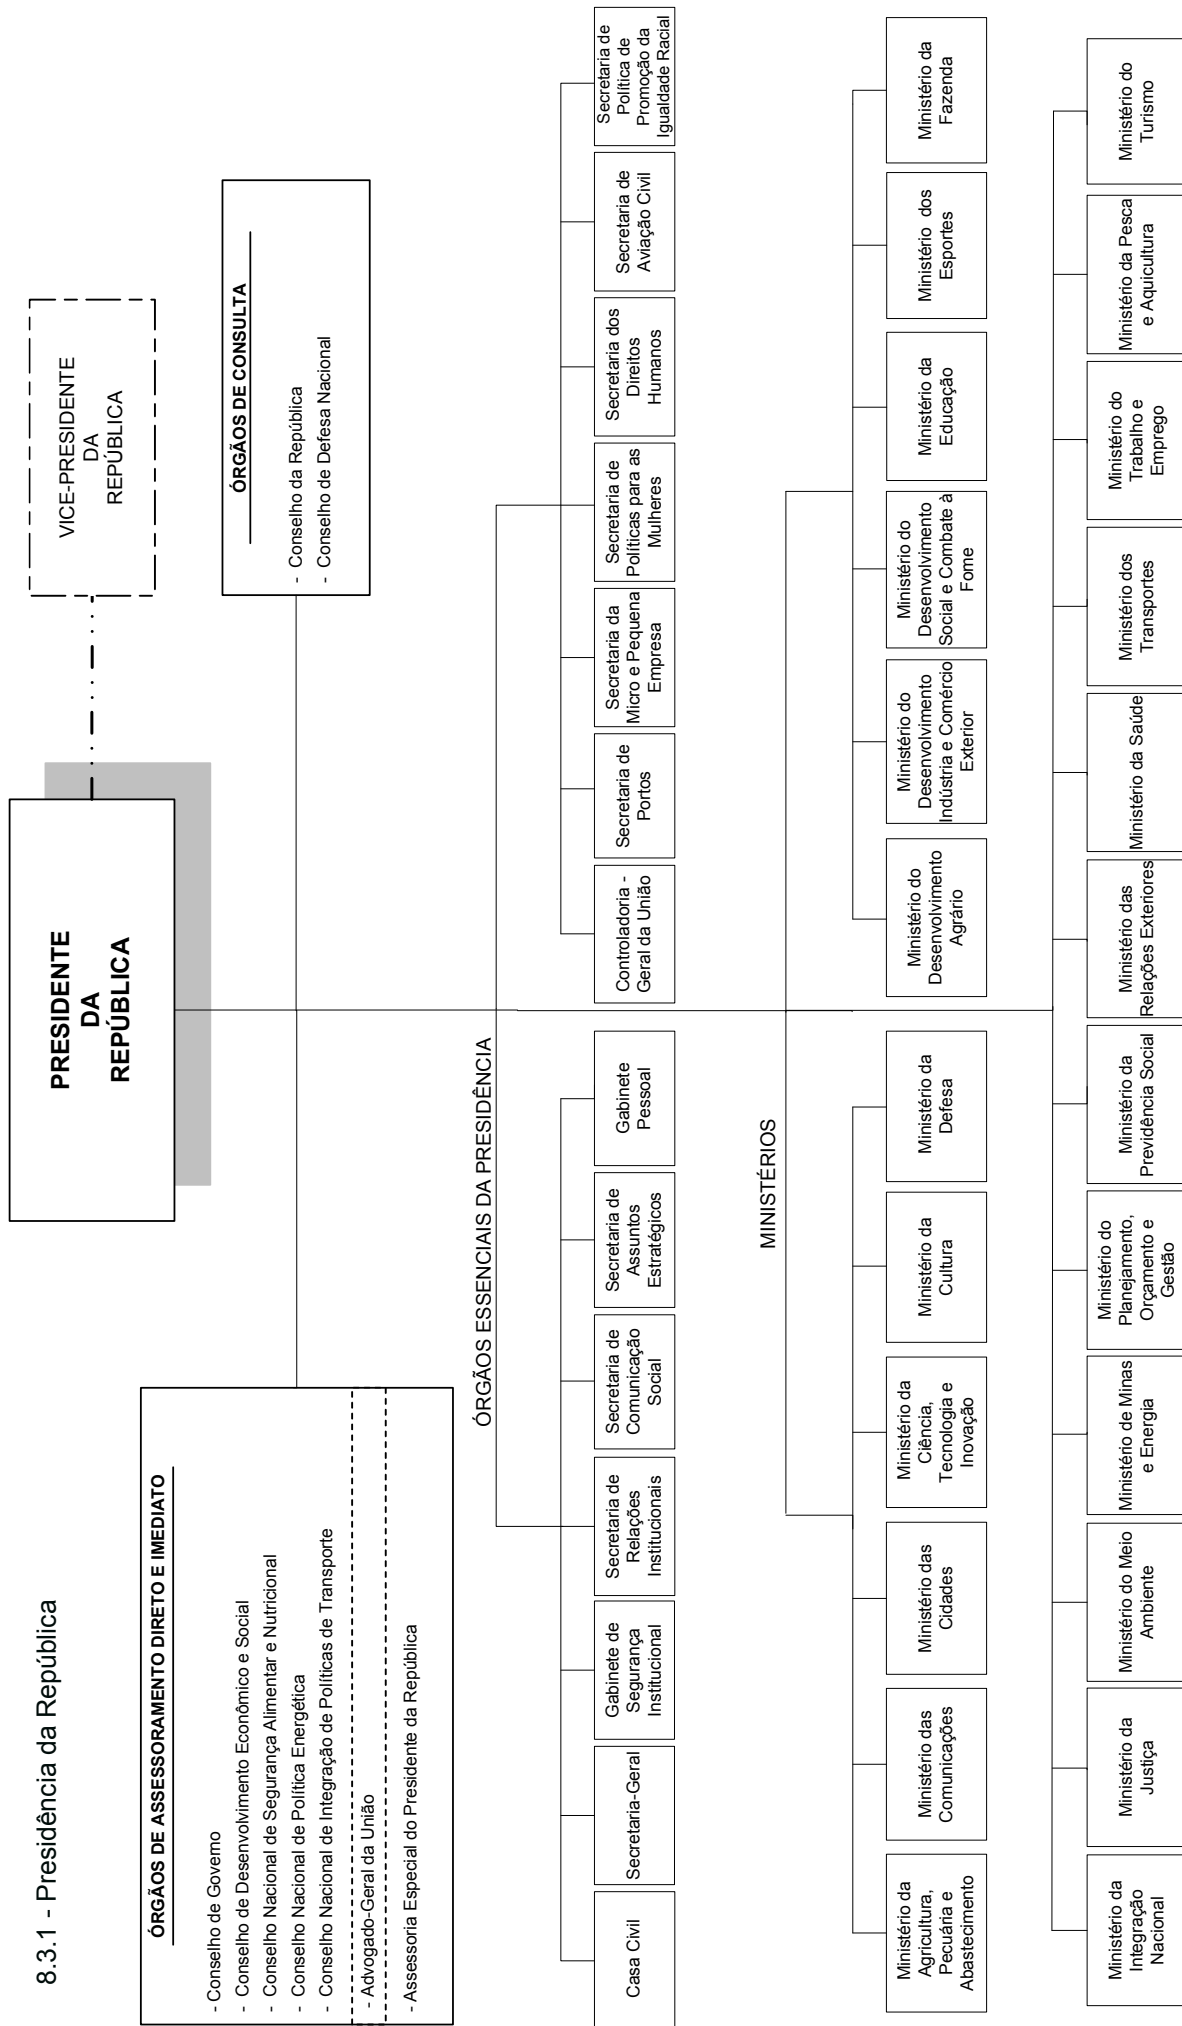 8.3.1 - Presidência da República
PRESIDENTE
DA
REPÚBLICA
VICE-PRESIDENTE
DA
REPÚBLICA
ÓRGÃOS DE ASSESSORAMENTO DIRETO E IMEDIATO
- Conselho de Governo
- Conselho de Desenvolvimento Econômico e Social
- Conselho Nacional de Segurança Alimentar e Nutricional
- Conselho Nacional de Política Energética
- Conselho Nacional de Integração de Políticas de Transporte
- Advogado-Geral da União
- Assessoria Especial do Presidente da República
ÓRGÃOS DE CONSULTA
- Conselho da República
- Conselho de Defesa Nacional
ÓRGÃOS ESSENCIAIS DA PRESIDÊNCIA
Casa Civil
Secretaria-Geral
Gabinete de
Segurança
Institucional
Secretaria de
Relações
Institucionais
Secretaria de
Comunicação
Social
Secretaria de
Assuntos
Estratégicos
Gabinete
Pessoal
Controladoria -
Geral da União
Secretaria de
Portos
Secretaria da
Micro e Pequena
Empresa
Secretaria de
Políticas para as
Mulheres
Secretaria dos
Direitos
Humanos
Secretaria de
Aviação Civil
Secretaria de
Política de
Promoção da
Igualdade Racial
MINISTÉRIOS
Ministério da
Agricultura,
Pecuária e
Abastecimento
Ministério das
Comunicações
Ministério das
Cidades
Ministério da
Ciência,
Tecnologia e
Inovação
Ministério da
Cultura
Ministério da
Defesa
Ministério do
Desenvolvimento
Agrário
Ministério do
Desenvolvimento
Indústria e Comércio
Exterior
Ministério do
Desenvolvimento
Social e Combate à
Fome
Ministério da
Educação
Ministério dos
Esportes
Ministério da
Fazenda
Ministério da
Integração
Nacional
Ministério da
Justiça
Ministério do Meio
Ambiente
Ministério de Minas
e Energia
Ministério do
Planejamento,
Orçamento e
Gestão
Ministério da
Previdência Social
Ministério das
Relações Exteriores
Ministério da Saúde
Ministério dos
Transportes
Ministério do
Trabalho e
Emprego
Ministério da Pesca
e Aquicultura
Ministério do
Turismo